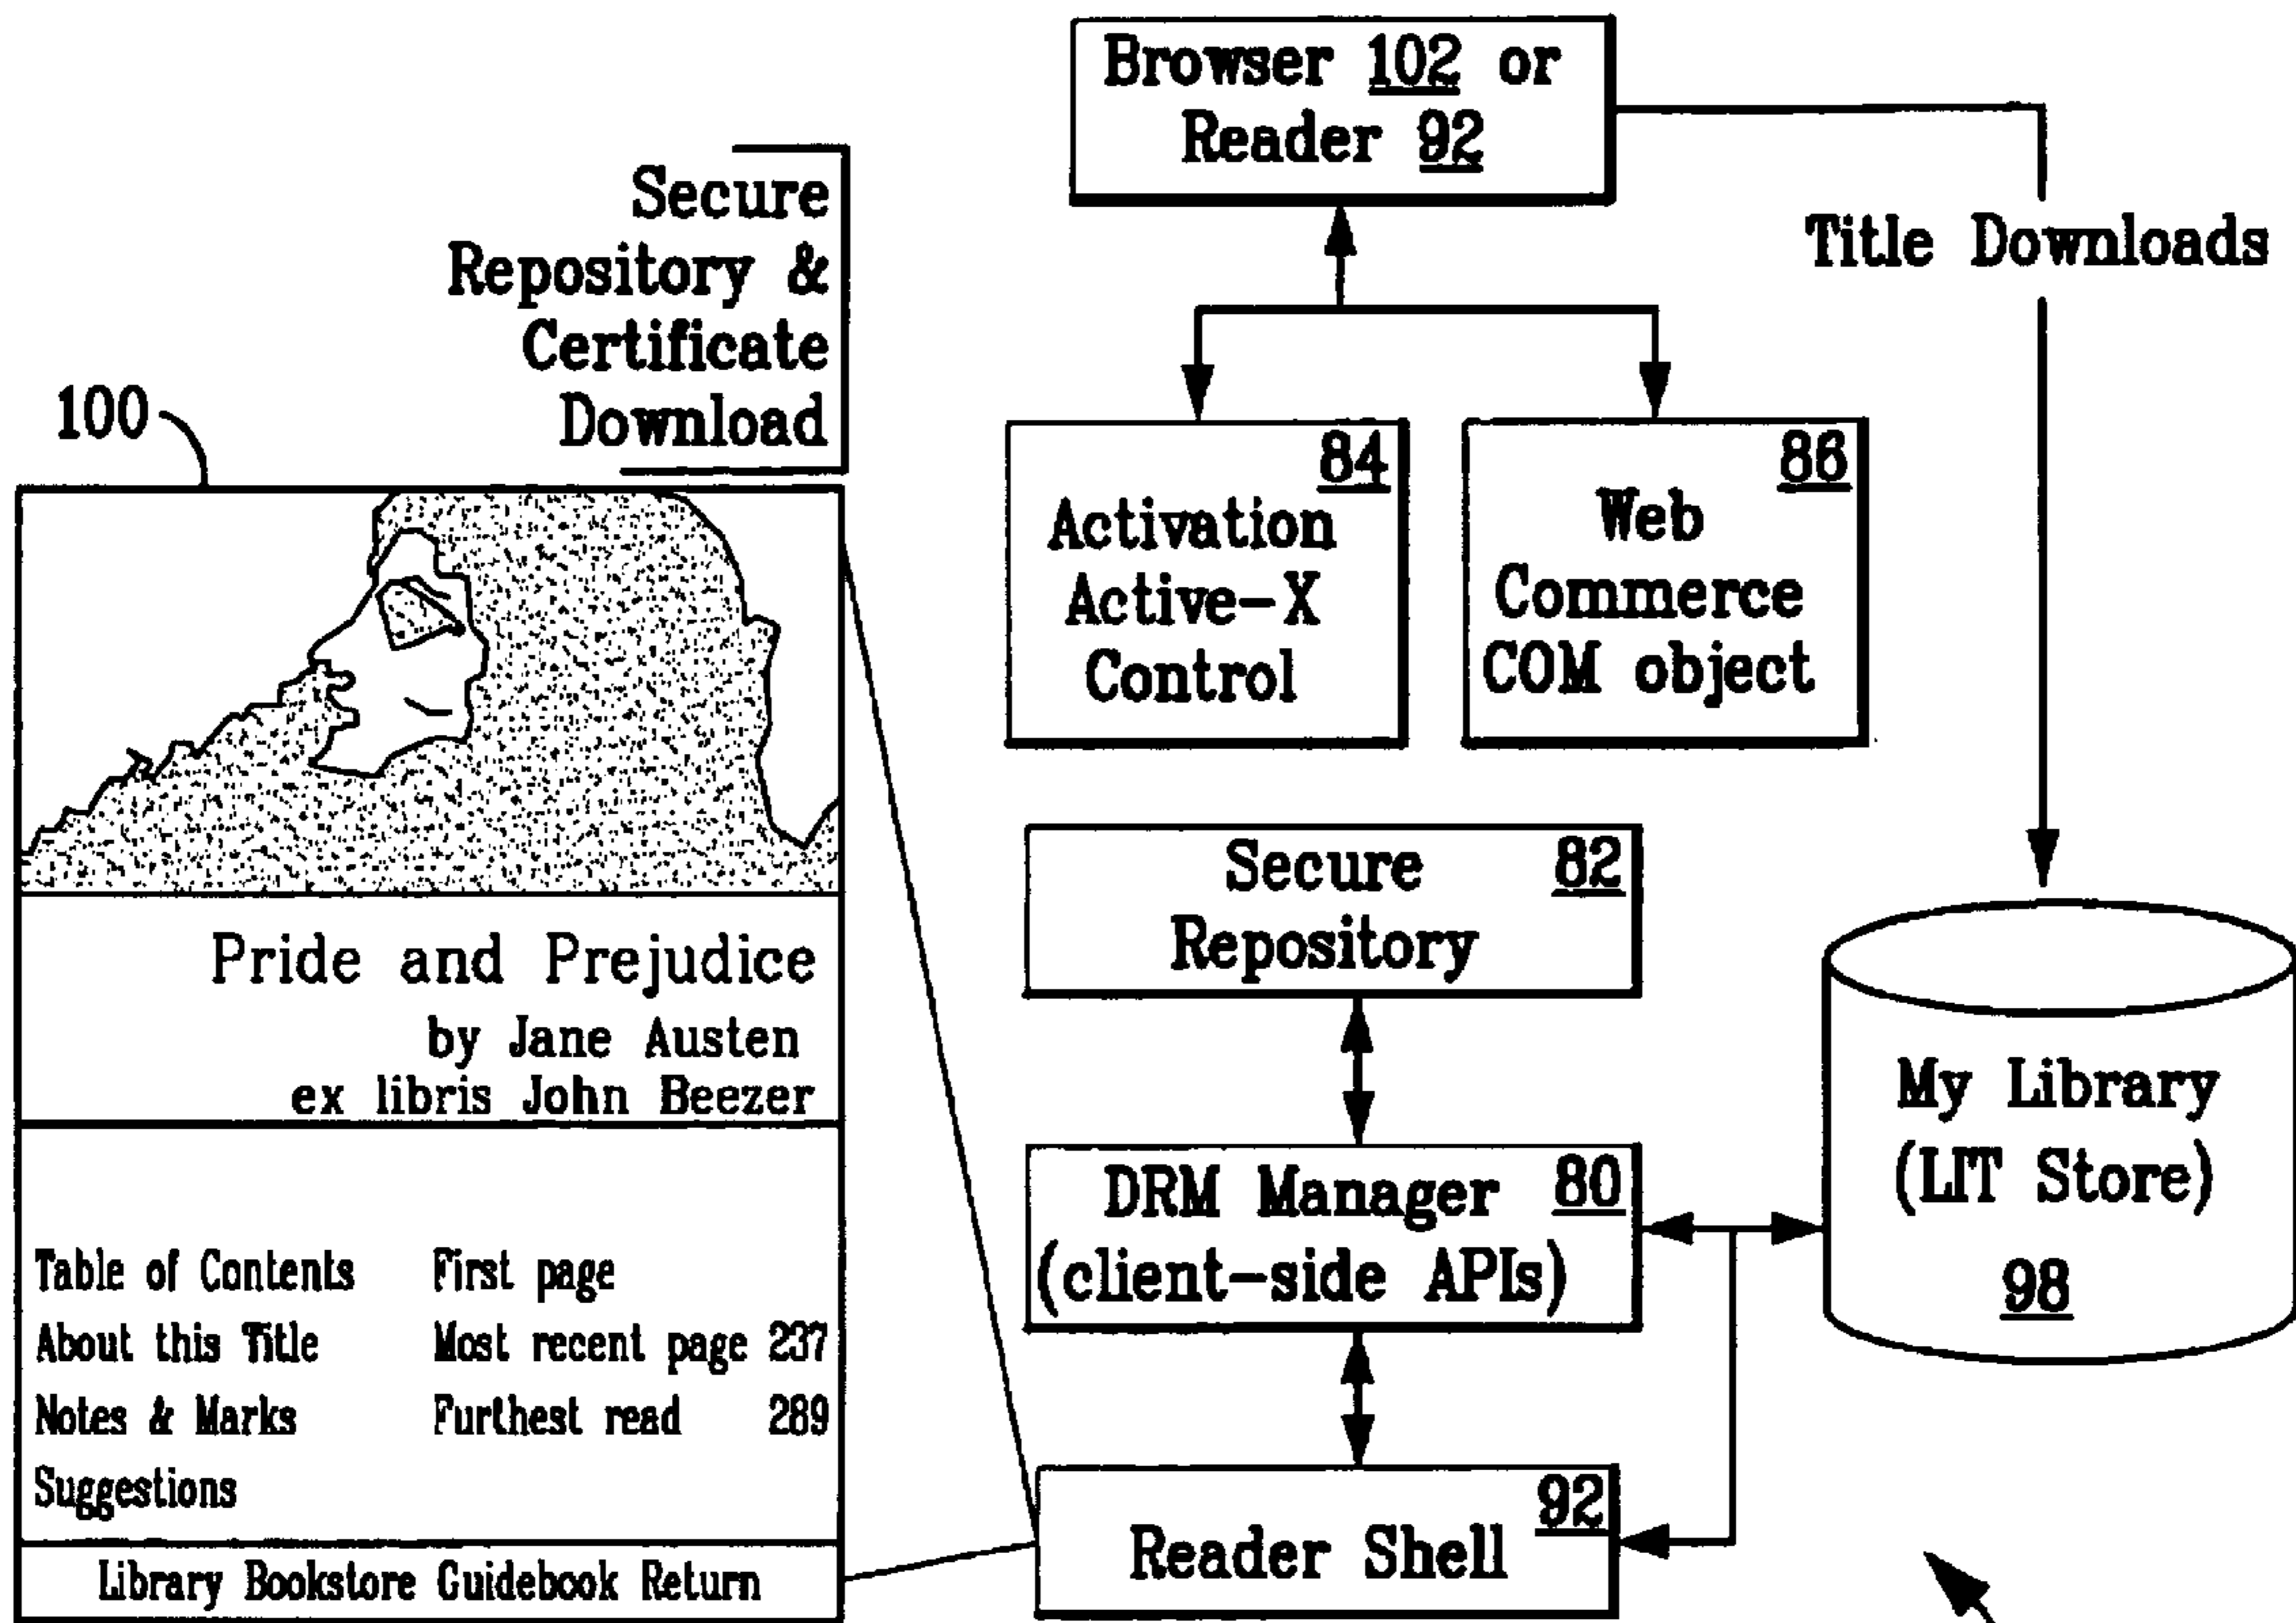 Browser 102 or
Reader 92
Title Downloads
Secure
Repository &
Certificate
Download
100
84
Activation
Active-X
Control
86
Web
Commerce
COM object
Secure 82
Repository
DRM Manager 80
(client-side APIs)
My Library
(LIT Store)
98
92
Reader Shell
Pride and Prejudice
by Jane Austen
ex libris John Beezer
Table of Contents First page
About this Title Most recent page 237
Notes & Marks Furthest read 289
Suggestions
Library Bookstore Guidebook Return